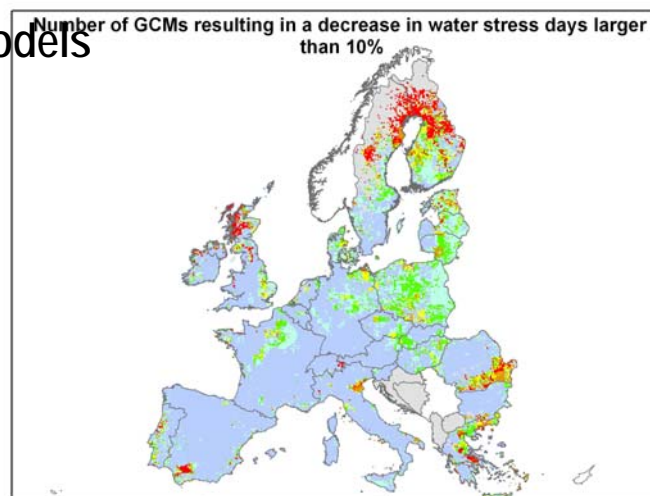 Number of GCMs resulting in a decrease in water stress days larger
than 10%
odels